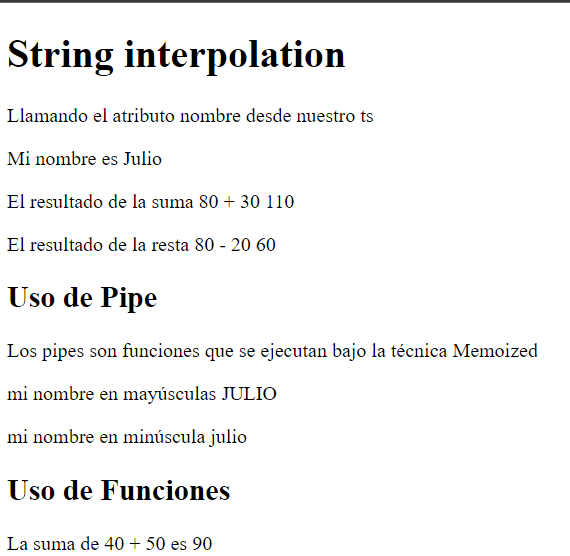 String interpolation
Llamando el atributo nombre desde nuestro ts
Mi nombre es Julio
El resultado de la suma 80 + 30 110
El resultado de la resta 80 - 20 60
Uso de Pipe
Los pipes son funciones que se ejecutan bajo la técnica Memoized
mi nombre en mayúsculas JULIO
mi nombre en minúscula julio
Uso de Funciones
La suma de 40 + 50 es 90